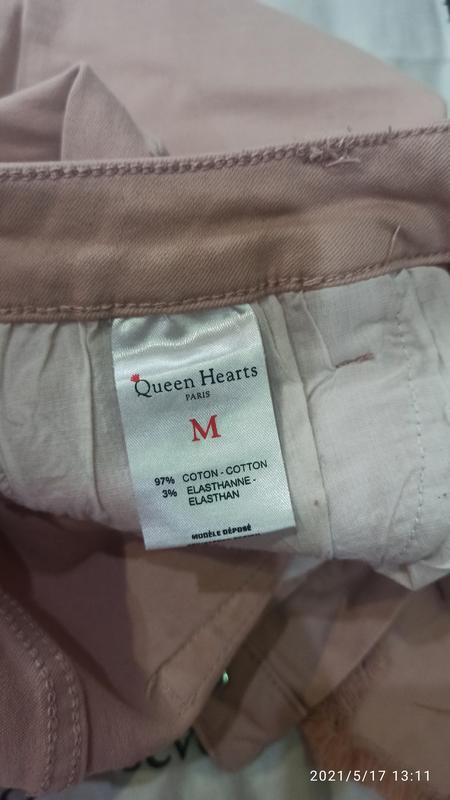 Queen Hearts
PARIS
M
97% COTON - COTTON
3% ELASTHANNE -
ELASTHAN
MODÈLE DÉPOSÉ
2021/5/17 13:11